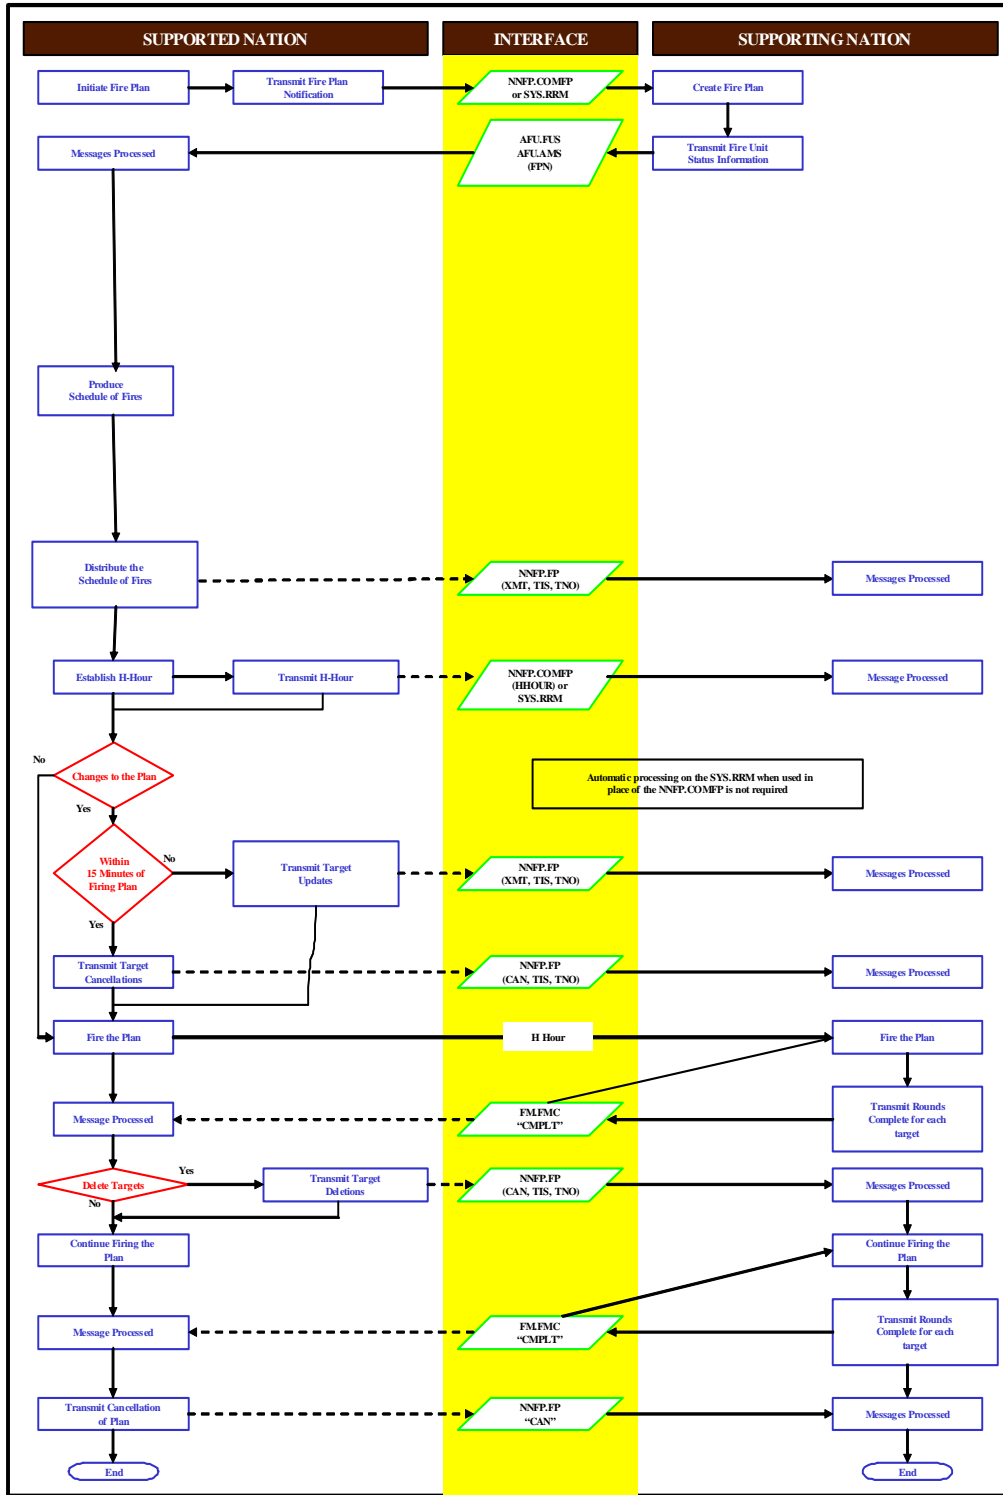 SUPPORTED NATION
INTERFACE
SUPPORTING NATION
Initiate Fire Plan
Transmit Fire Plan
Notification
NNFP.COMFP
or SYS.RRM
Create Fire Plan
Messages Processed
AFU.FUS
AFU.AMS
(FPN)
Transmit Fire Unit
Status Information
Produce
Schedule of Fires
Distribute the
Schedule of Fires
NNFP.FP
(XMT, TIS, TNO)
Messages Processed
Establish H-Hour
Transmit H-Hour
NNFP.COMFP
(HHOUR) or
SYS.RRM
Message Processed
No
Changes to the Plan
Automatic processing on the SYS.RRM when used in
place of the NNFP.COMFP is not required
Yes
Within
15 Minutes of
Firing Plan
No
Transmit Target
Updates
NNFP.FP
(XMT, TIS, TNO)
Messages Processed
Yes
Transmit Target
Cancellations
NNFP.FP
(CAN, TIS, TNO)
Messages Processed
Fire the Plan
H Hour
Fire the Plan
Message Processed
FM.FMC
“CMPLT”
Transmit Rounds
Complete for each
target
Delete Targets
Yes
Transmit Target
Deletions
NNFP.FP
(CAN, TIS, TNO)
Messages Processed
No
Continue Firing the
Plan
Continue Firing the
Plan
Message Processed
FM.FMC
“CMPLT”
Transmit Rounds
Complete for each
target
Transmit Cancellation
of Plan
NNFP.FP
“CAN”
Messages Processed
End
End